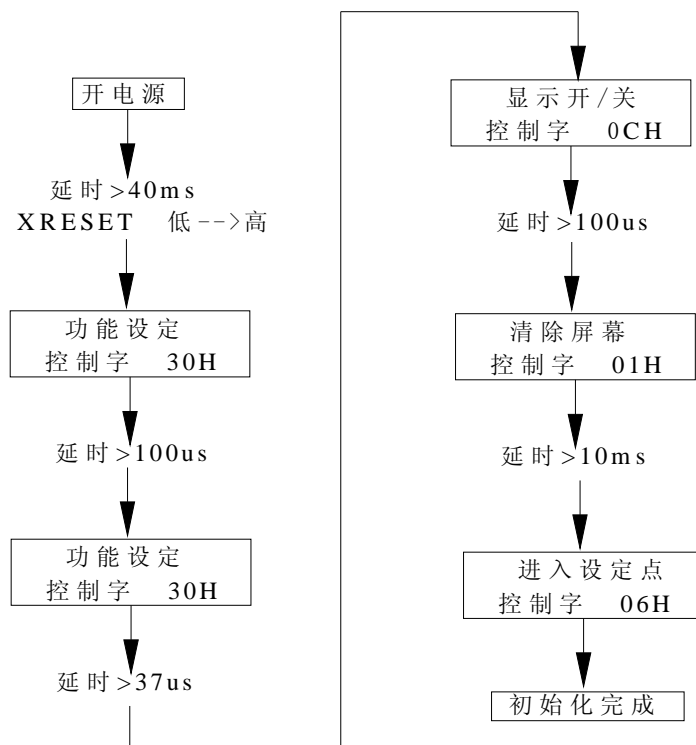 开电源
延时>40ms
XRESET 低-->高
功能设定
控制字 30H
延时>100us
功能设定
控制字 30H
延时>37us
显示开/关
控制字 0CH
延时>100us
清除屏幕
控制字 01H
延时>10ms
进入设定点
控制字 06H
初始化完成